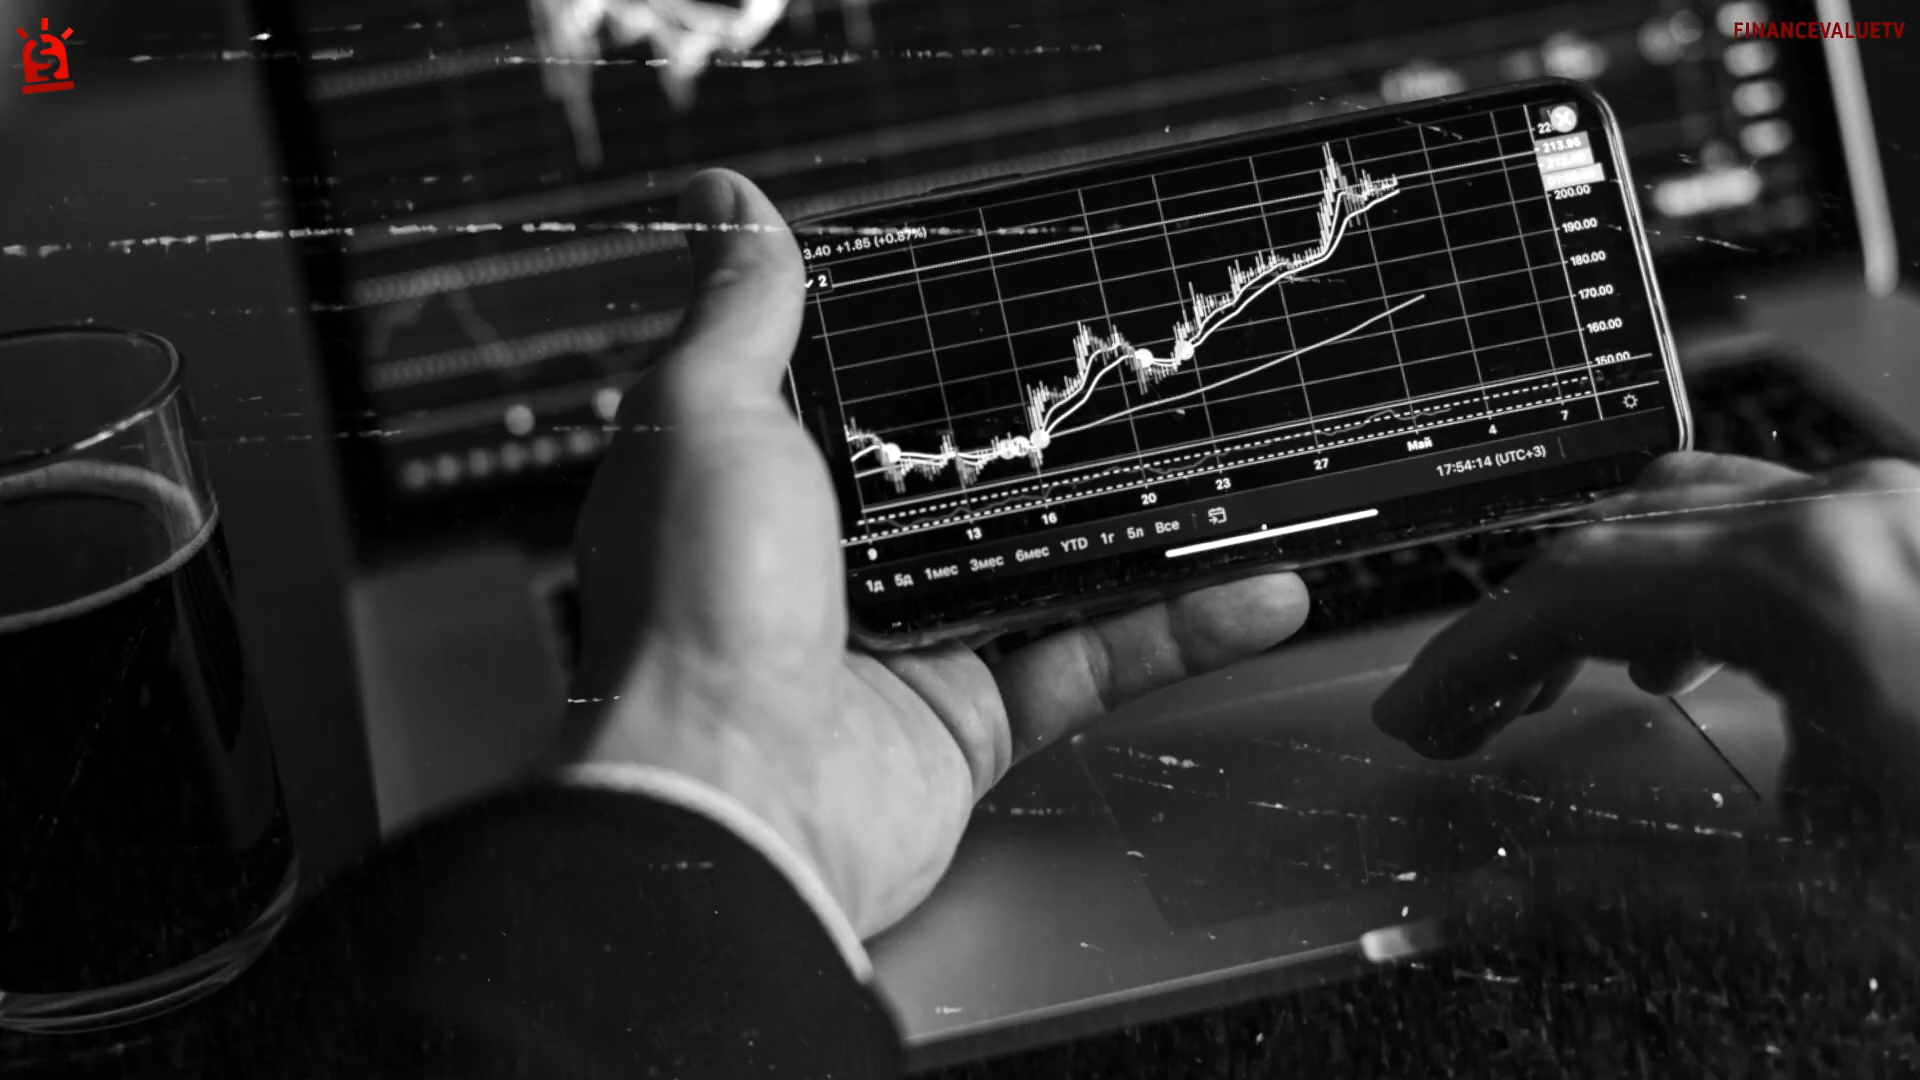 FINANCEVALUETV
3.40 +1.85 (+0.87%)
2
213.96
200.00
190.00
180.00
170.00
160.00
150.00
9 13 16 20 23 27 Май 4 7
1д 5д 1мес 3мес 6мес YTD 1г 5л Все
17:54:14 (UTC+3)